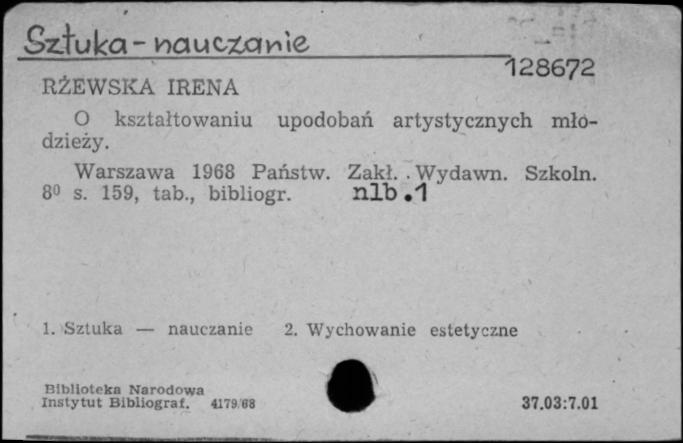 Sztuka - nauczanie
128672
RŻEWSKA IRENA
O kształtowaniu upodobań artystycznych mło-
dzieży.
Warszawa 1968 Państw. Zakł. Wydawn. Szkoln.
8⁰ s. 159, tab., bibliogr. nlb.1
1. Sztuka — nauczanie 2. Wychowanie estetyczne
Biblioteka Narodowa
Instytut Bibliograf. 4179/68
37.03:7.01